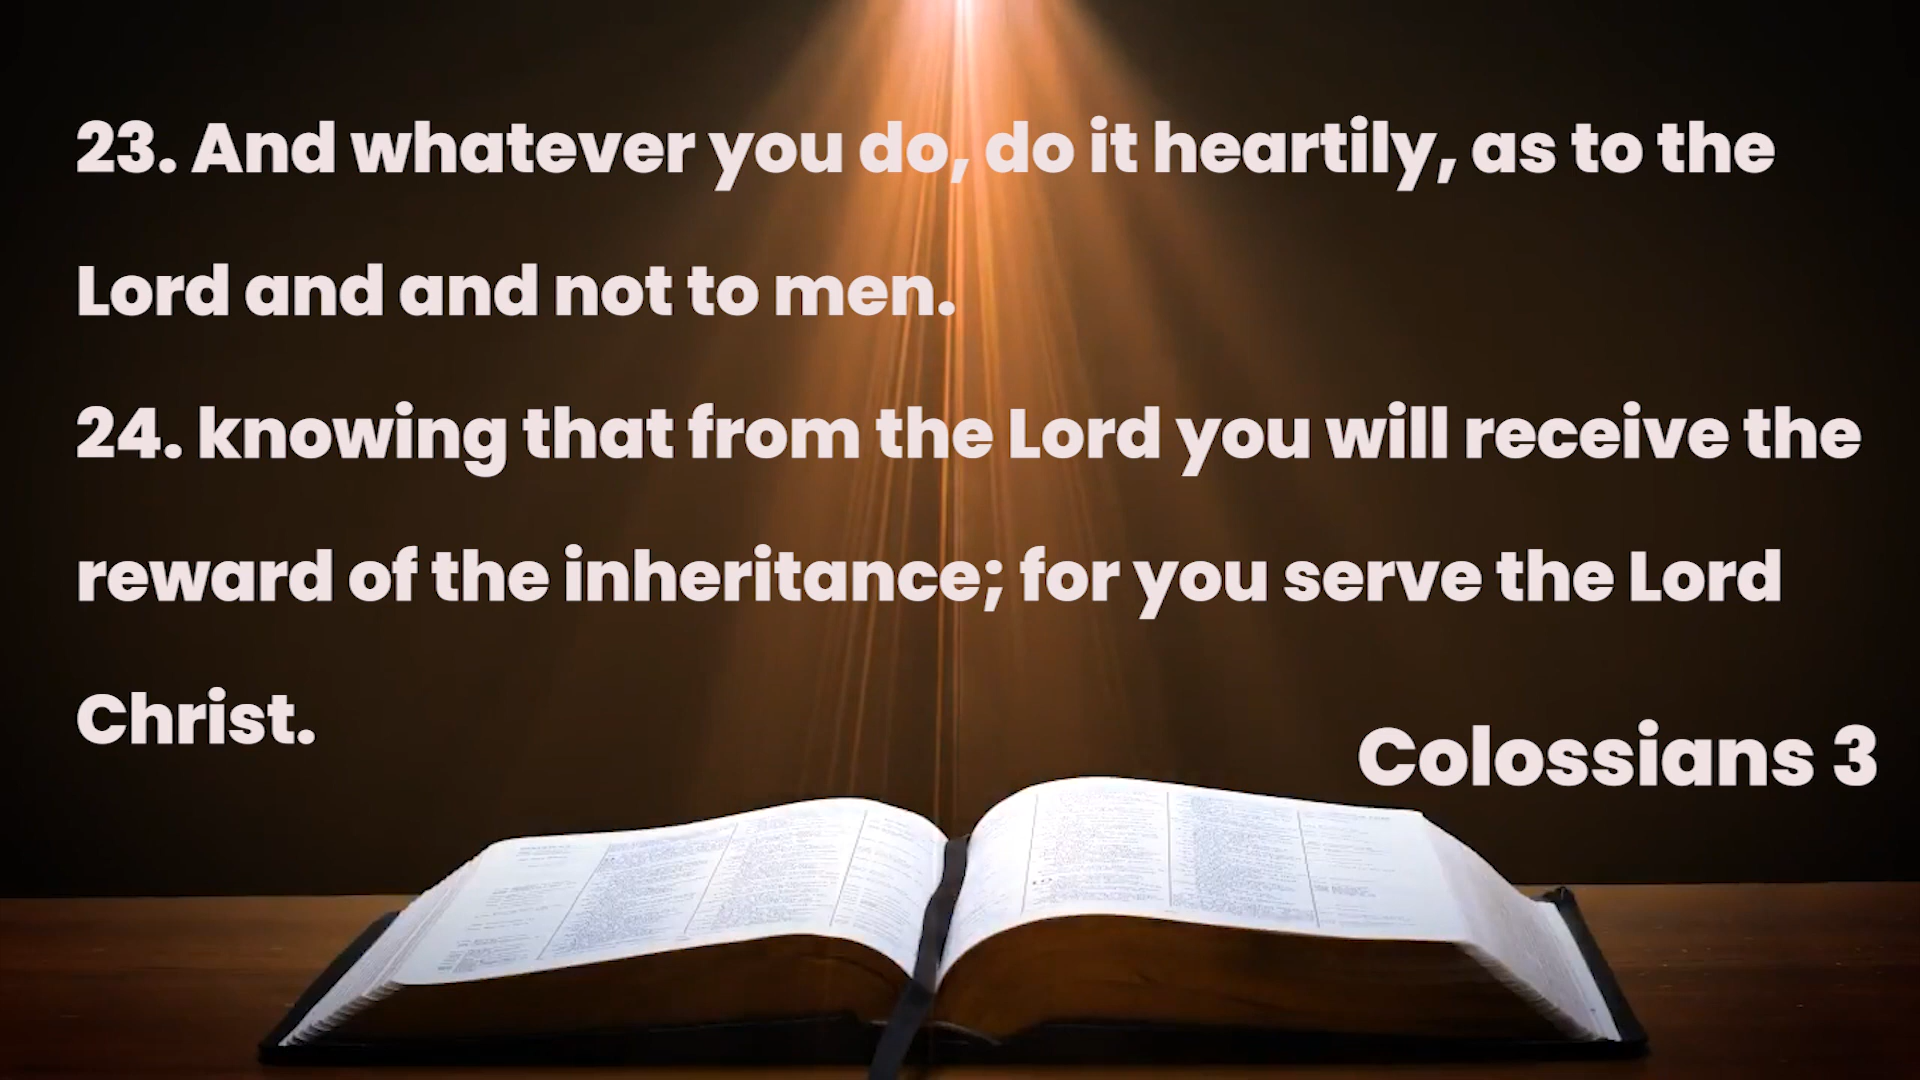 23. And whatever you do, do it heartily, as to the
Lord and and not to men.
24. knowing that from the Lord you will receive the
reward of the inheritance; for you serve the Lord
Christ.
Colossians 3